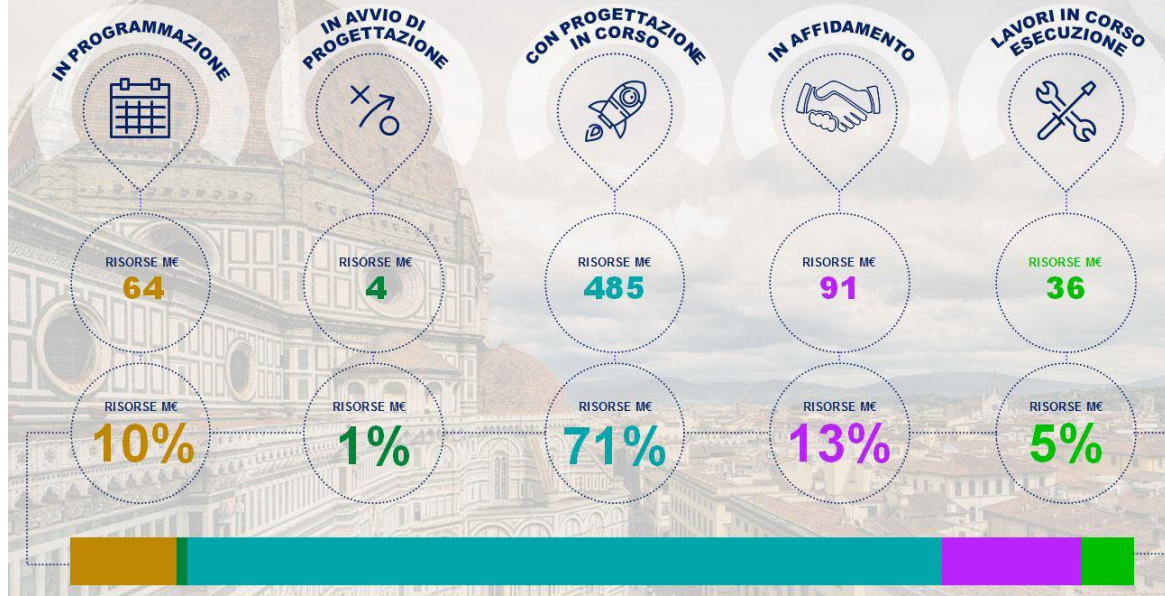 IN PROGRAMMAZIONE
IN AVVIO DI
PROGETTAZIONE
CON PROGETTAZIONE
IN CORSO
IN AFFIDAMENTO
LAVORI IN CORSO
ESECUZIONE
RISORSE M€
64
RISORSE M€
4
RISORSE M€
485
RISORSE M€
91
RISORSE M€
36
RISORSE M€
10%
RISORSE M€
1%
RISORSE M€
71%
RISORSE M€
13%
RISORSE M€
5%